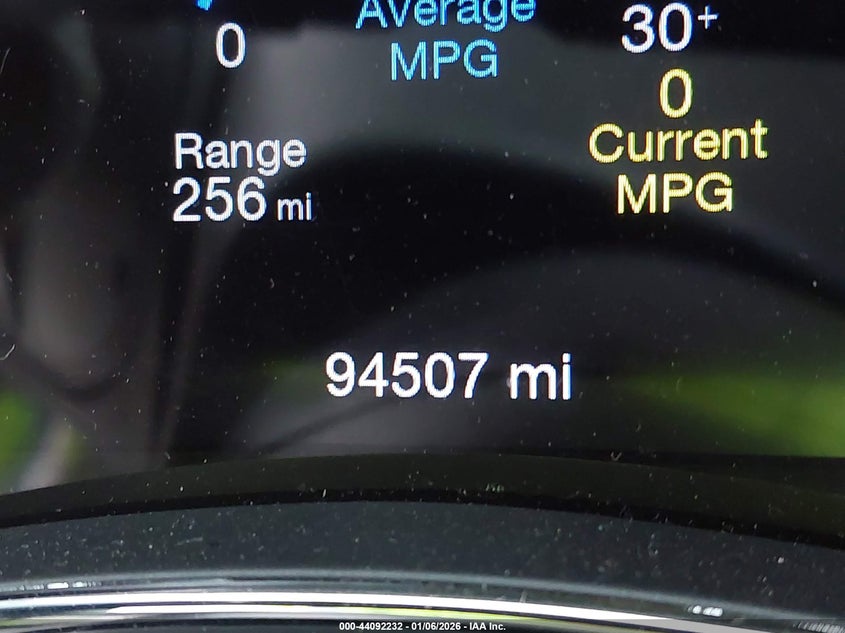 Average
MPG
0
30+
0
Current
MPG
Range
256 mi
94507 mi
000-44092232 - 01/06/2026 - IAA Inc.